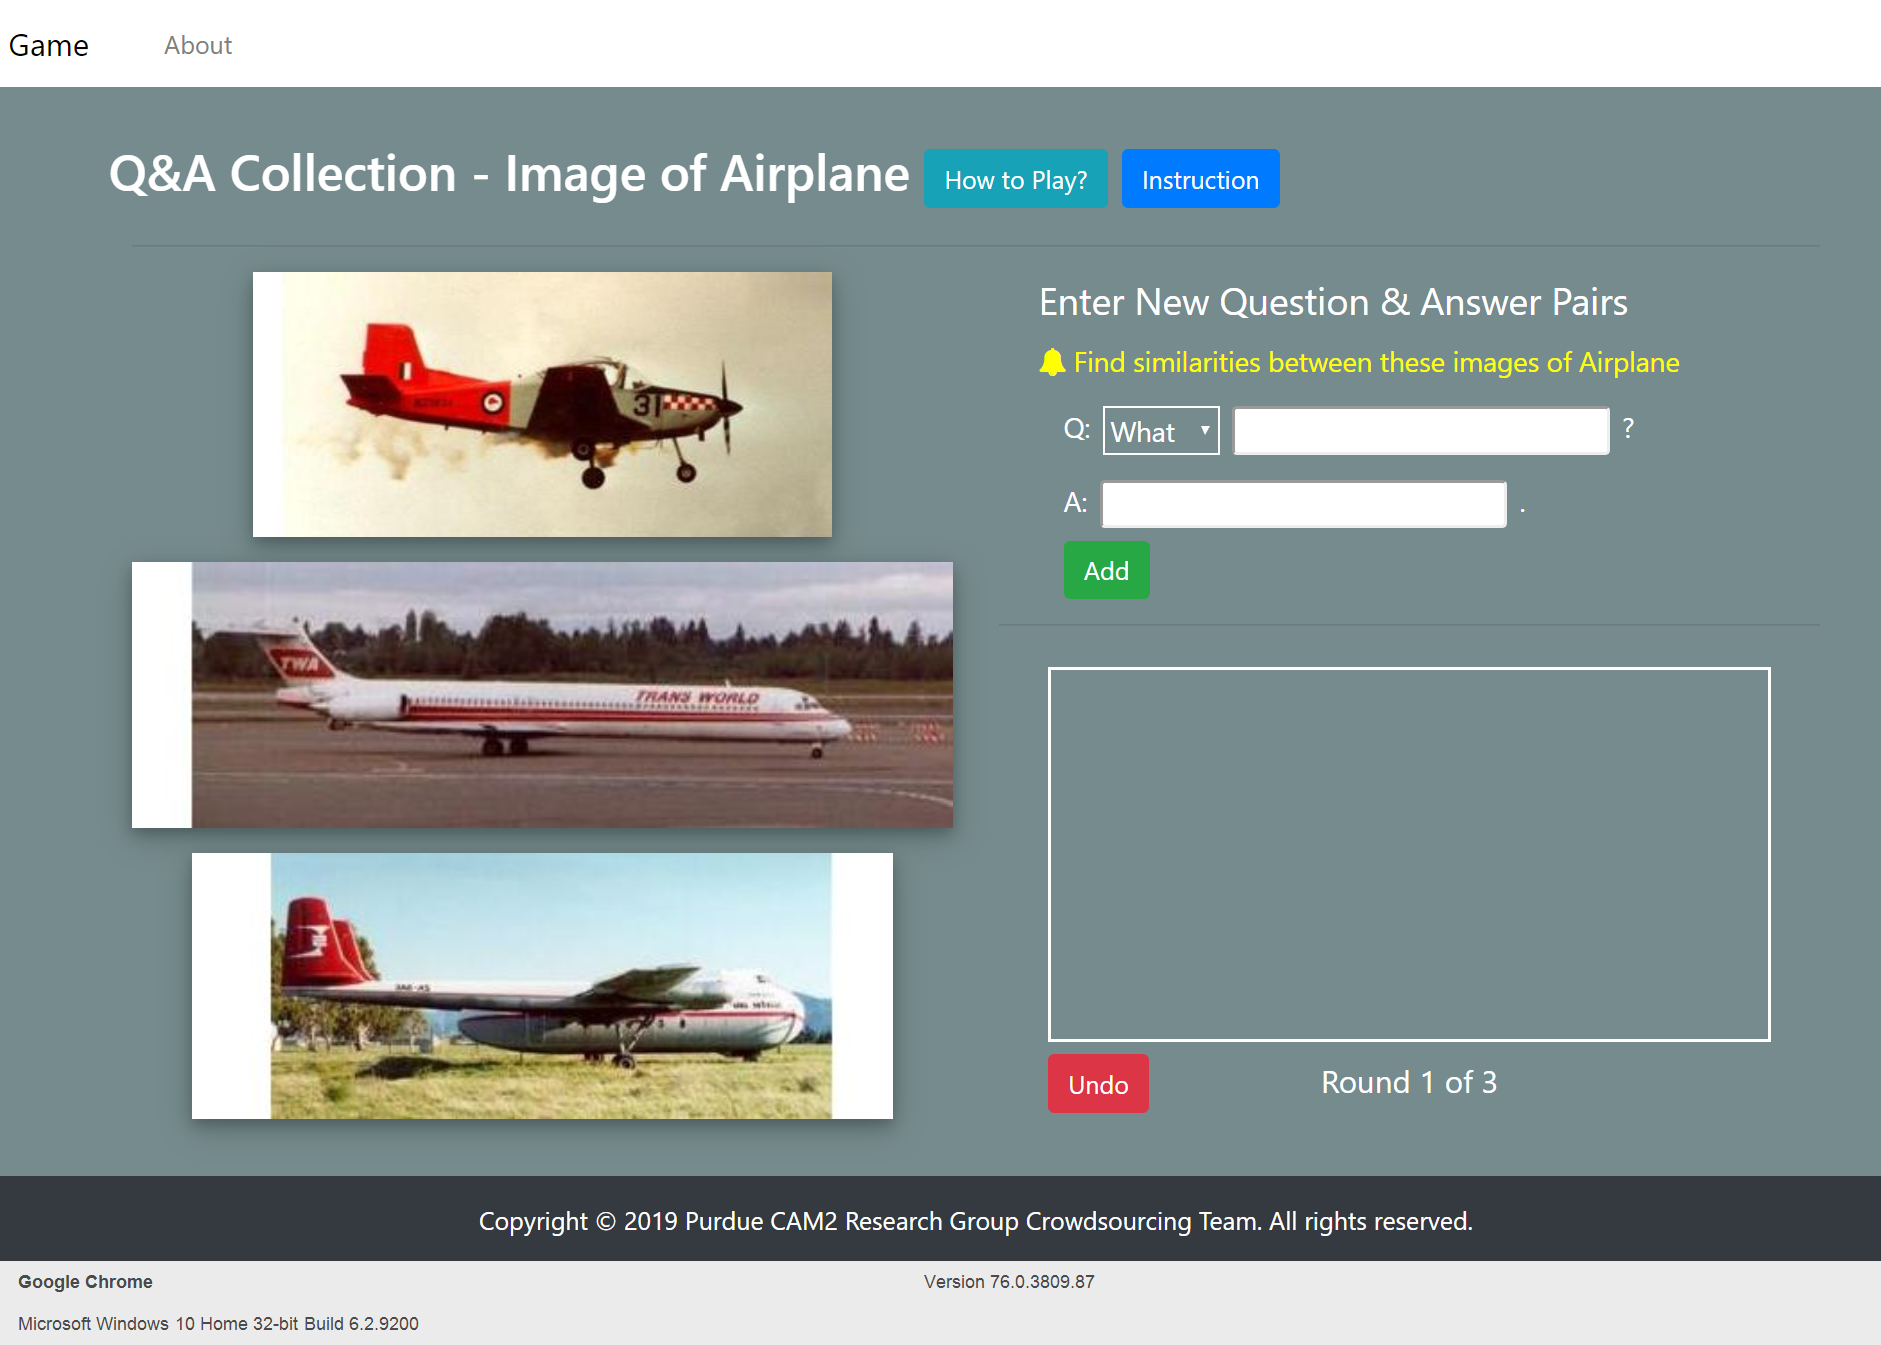 Game
About
Q&A Collection - Image of Airplane
How to Play?
Instruction
31
TWA
TRANS WORLD
Enter New Question & Answer Pairs
Find similarities between these images of Airplane
Q: What ?
A: .
Add
Undo
Round 1 of 3
Copyright © 2019 Purdue CAM2 Research Group Crowdsourcing Team. All rights reserved.
Google Chrome
Version 76.0.3809.87
Microsoft Windows 10 Home 32-bit Build 6.2.9200